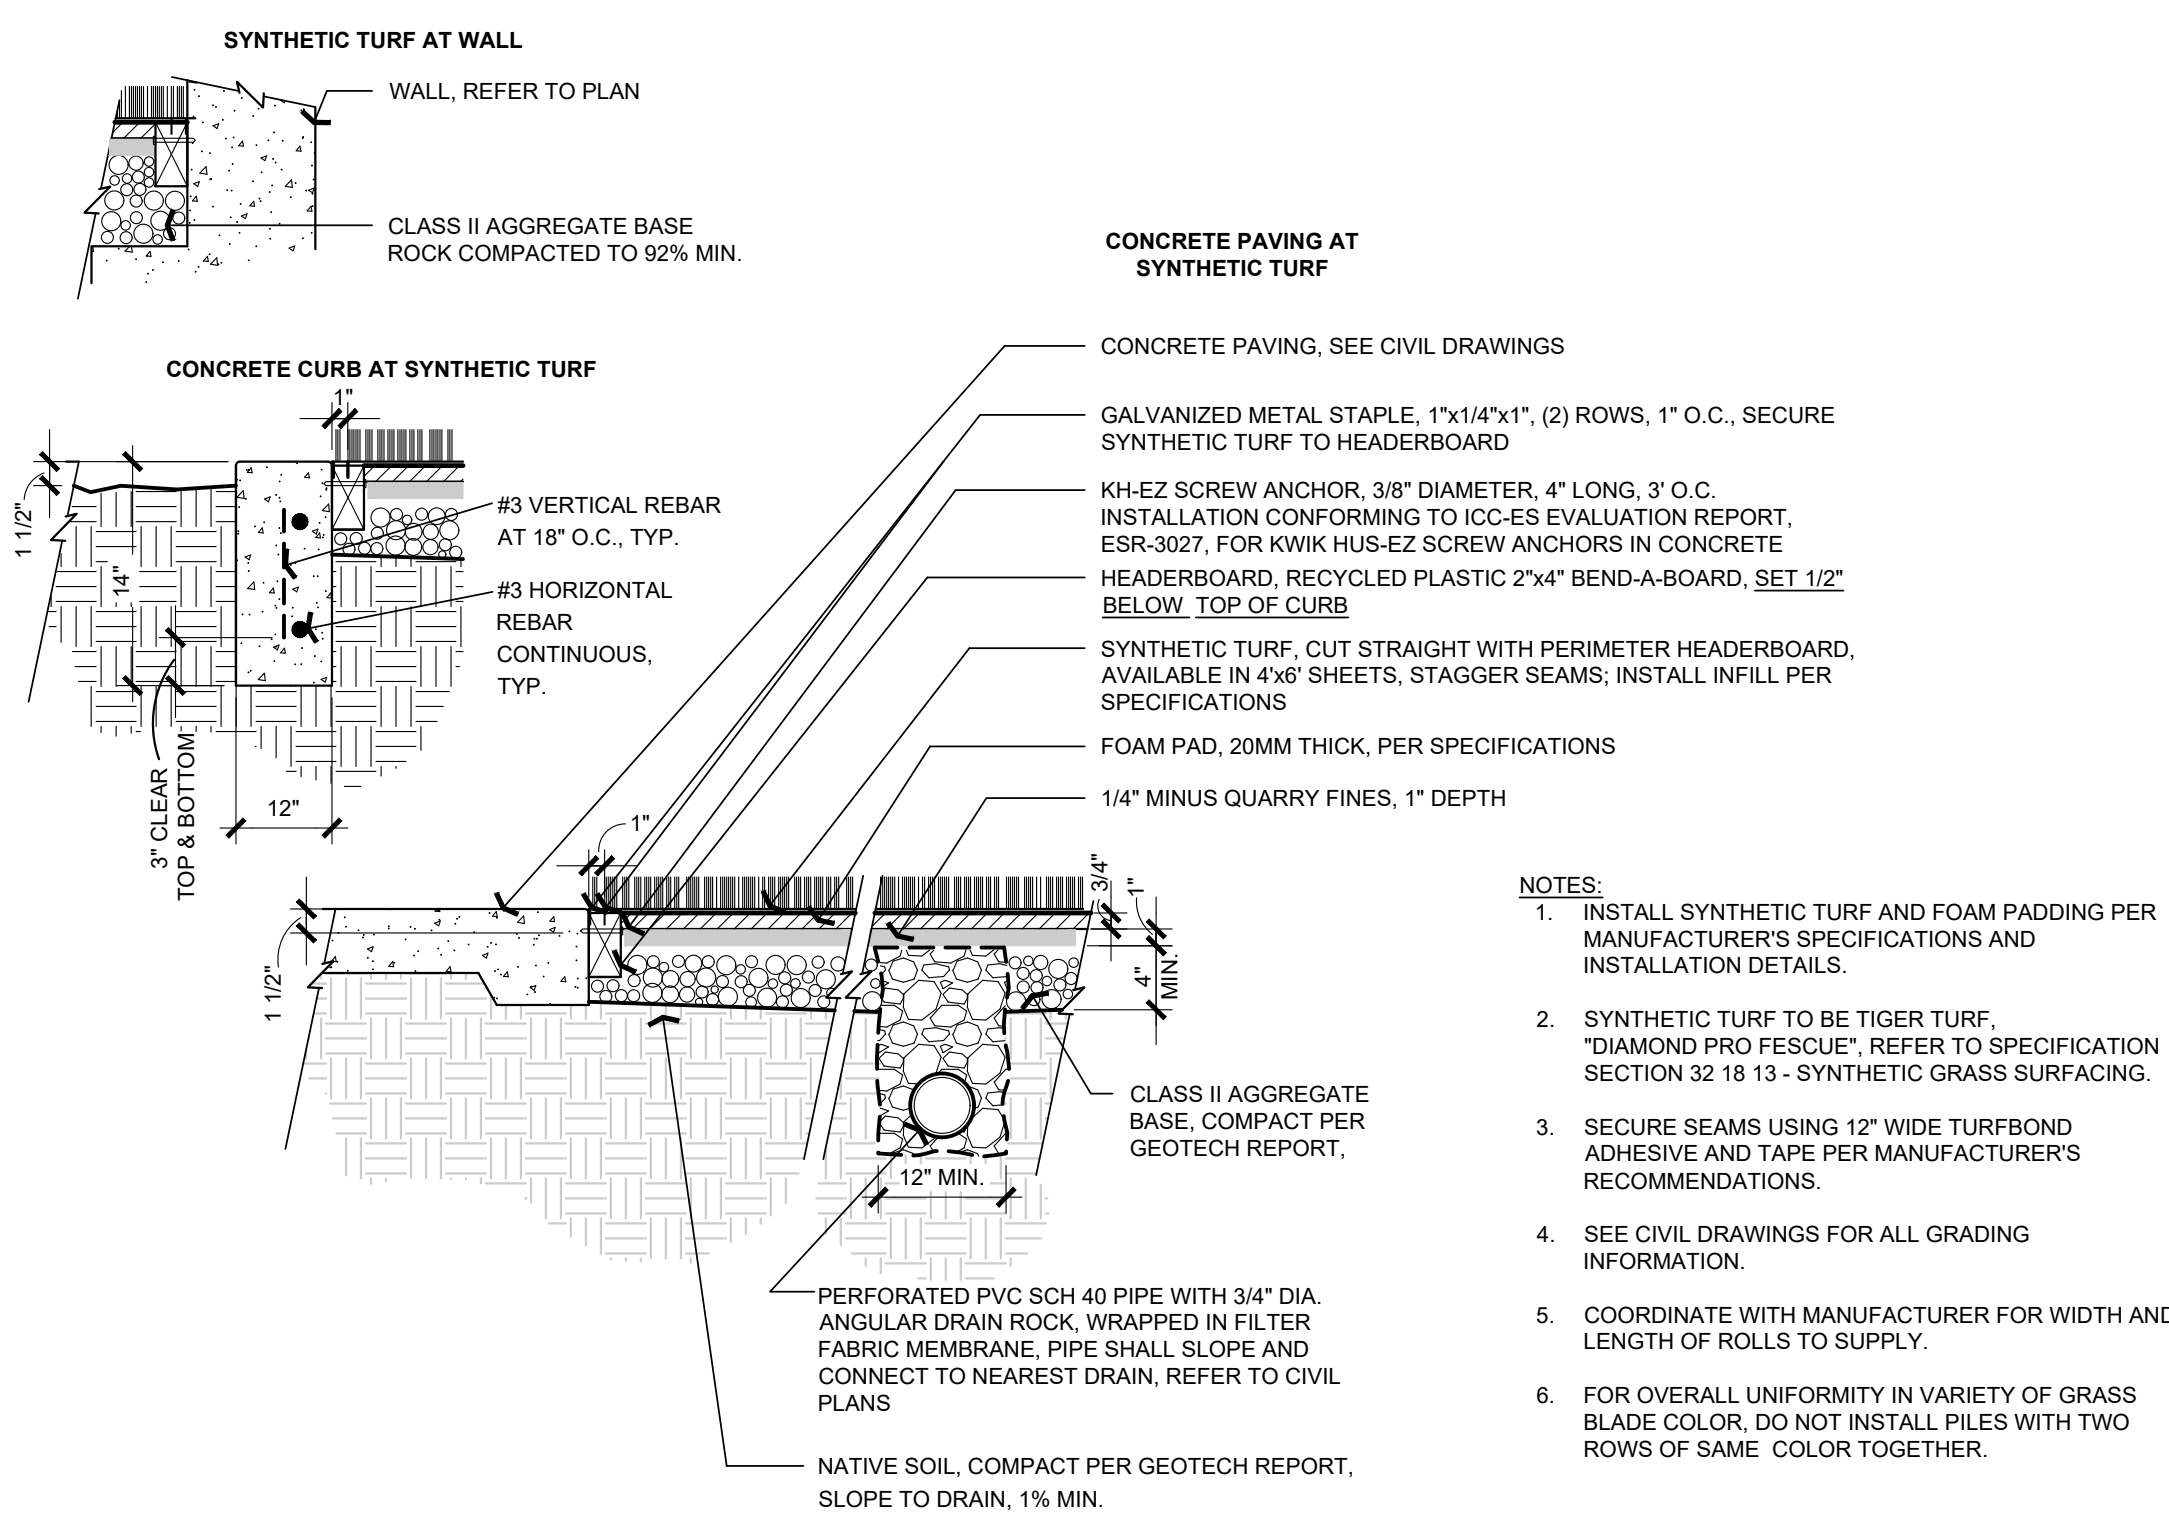 SYNTHETIC TURF AT WALL
WALL, REFER TO PLAN
CLASS II AGGREGATE BASE
ROCK COMPACTED TO 92% MIN.
CONCRETE CURB AT SYNTHETIC TURF
1"
1 1/2"
14"
#3 VERTICAL REBAR
AT 18" O.C., TYP.
#3 HORIZONTAL
REBAR
CONTINUOUS,
TYP.
3" CLEAR
TOP & BOTTOM
12"
CONCRETE PAVING AT
SYNTHETIC TURF
CONCRETE PAVING, SEE CIVIL DRAWINGS
GALVANIZED METAL STAPLE, 1"x1/4"x1", (2) ROWS, 1" O.C., SECURE
SYNTHETIC TURF TO HEADERBOARD
KH-EZ SCREW ANCHOR, 3/8" DIAMETER, 4" LONG, 3' O.C.
INSTALLATION CONFORMING TO ICC-ES EVALUATION REPORT,
ESR-3027, FOR KWIK HUS-EZ SCREW ANCHORS IN CONCRETE
HEADERBOARD, RECYCLED PLASTIC 2"x4" BEND-A-BOARD, SET 1/2"
BELOW TOP OF CURB
SYNTHETIC TURF, CUT STRAIGHT WITH PERIMETER HEADERBOARD,
AVAILABLE IN 4'x6' SHEETS, STAGGER SEAMS; INSTALL INFILL PER
SPECIFICATIONS
FOAM PAD, 20MM THICK, PER SPECIFICATIONS
1/4" MINUS QUARRY FINES, 1" DEPTH
1"
1 1/2"
3/4"
1"
4"
MIN.
12" MIN.
CLASS II AGGREGATE
BASE, COMPACT PER
GEOTECH REPORT,
PERFORATED PVC SCH 40 PIPE WITH 3/4" DIA.
ANGULAR DRAIN ROCK, WRAPPED IN FILTER
FABRIC MEMBRANE, PIPE SHALL SLOPE AND
CONNECT TO NEAREST DRAIN, REFER TO CIVIL
PLANS
NATIVE SOIL, COMPACT PER GEOTECH REPORT,
SLOPE TO DRAIN, 1% MIN.
NOTES:
1. INSTALL SYNTHETIC TURF AND FOAM PADDING PER
MANUFACTURER'S SPECIFICATIONS AND
INSTALLATION DETAILS.
2. SYNTHETIC TURF TO BE TIGER TURF,
"DIAMOND PRO FESCUE", REFER TO SPECIFICATION
SECTION 32 18 13 - SYNTHETIC GRASS SURFACING.
3. SECURE SEAMS USING 12" WIDE TURFBOND
ADHESIVE AND TAPE PER MANUFACTURER'S
RECOMMENDATIONS.
4. SEE CIVIL DRAWINGS FOR ALL GRADING
INFORMATION.
5. COORDINATE WITH MANUFACTURER FOR WIDTH AND
LENGTH OF ROLLS TO SUPPLY.
6. FOR OVERALL UNIFORMITY IN VARIETY OF GRASS
BLADE COLOR, DO NOT INSTALL PILES WITH TWO
ROWS OF SAME COLOR TOGETHER.